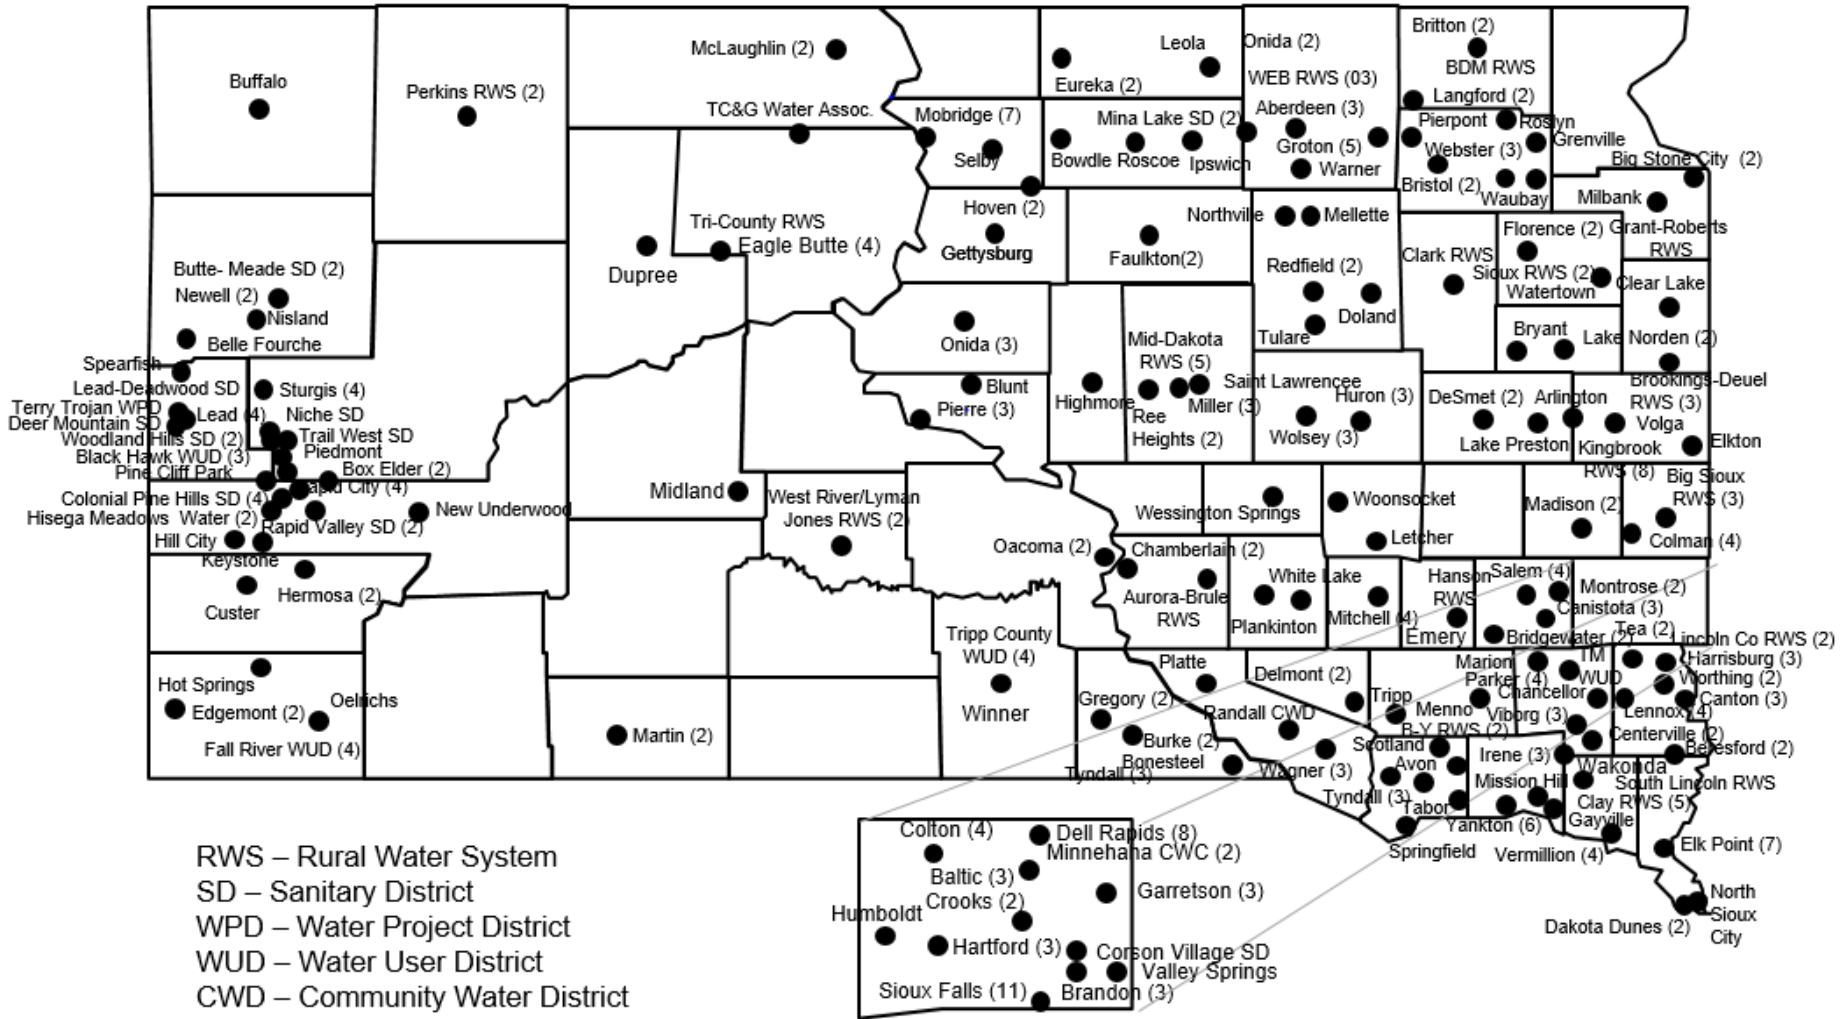 Buffalo
Perkins RWS (2)
McLaughlin (2)
TC&G Water Assoc.
Eureka (2)
Leola
Onida (2)
WEB RWS (03)
Aberdeen (3)
Groton (5)
Warner
Britton (2)
BDM RWS
Langford (2)
Pierpont
Roslyn
Grenville
Webster (3)
Bristol (2)
Waubay
Big Stone City (2)
Milbank
Grant-Roberts
RWS
Mobridge (7)
Selby
Mina Lake SD (2)
Bowdle Roscoe Ipswich
Hoven (2)
Gettysburg
Faulkton(2)
Northville
Mellette
Redfield (2)
Doland
Tulare
Clark RWS
Florence (2)
Sioux RWS (2)
Watertown
Clear Lake
Bryant
Lake Norden (2)
Tri-County RWS
Eagle Butte (4)
Dupree
Butte- Meade SD (2)
Newell (2)
Nisland
Belle Fourche
Spearfish
Lead-Deadwood SD
Terry Trojan WPD
Deer Mountain SD
Lead (4)
Woodland Hills SD (2)
Black Hawk WUD (3)
Pine Cliff Park
Colonial Pine Hills SD (4)
Hisega Meadows Water (2)
Hill City
Keystone
Sturgis (4)
Niche SD
Trail West SD
Piedmont
Box Elder (2)
Rapid City (4)
Rapid Valley SD (2)
New Underwood
Hermosa (2)
Custer
Hot Springs
Edgemont (2)
Oelrichs
Fall River WUD (4)
Onida (3)
Blunt
Pierre (3)
Highmore
Mid-Dakota
RWS (5)
Ree
Heights (2)
Miller (3)
Saint Lawrencee
Huron (3)
Wolsey (3)
DeSmet (2)
Arlington
Lake Preston
Brookings-Deuel
RWS (3)
Volga
Kingbrook
RWS (8)
Elkton
Midland
West River/Lyman
Jones RWS (2)
Wessington Springs
Woonsocket
Letcher
Madison (2)
Big Sioux
RWS (3)
Colman (4)
Oacoma (2)
Chamberlain (2)
Aurora-Brule
RWS
White Lake
Plankinton
Mitchell (4)
Hanson
RWS
Emery
Salem (4)
Montrose (2)
Canistota (3)
Bridgewater (2)
Tea (2)
Lincoln Co RWS (2)
Harrisburg (3)
Worthing (2)
Canton (3)
Lennox (4)
Centerville (2)
Beresford (2)
South Lincoln RWS
Marion
Parker (4)
TM
WUD
Chancellor
Viborg (3)
Menno
B-Y RWS (2)
Tripp
Delmont (2)
Platte
Randall CWD
Wagner (3)
Tripp County
WUD (4)
Winner
Gregory (2)
Burke (2)
Bonesteel
Tyndall (3)
Martin (2)
Scotland
Avon
Tyndall (3)
Tabor
Springfield
Irene (3)
Wakonda
Mission Hill
Yankton (6)
Clay RWS (5)
Gayville
Vermillion (4)
Elk Point (7)
North
Sioux
City
Dakota Dunes (2)
Colton (4)
Dell Rapids (8)
Minnehaha CWC (2)
Baltic (3)
Crooks (2)
Garretson (3)
Humboldt
Hartford (3)
Corson Village SD
Valley Springs
Brandon (3)
Sioux Falls (11)
RWS – Rural Water System
SD – Sanitary District
WPD – Water Project District
WUD – Water User District
CWD – Community Water District